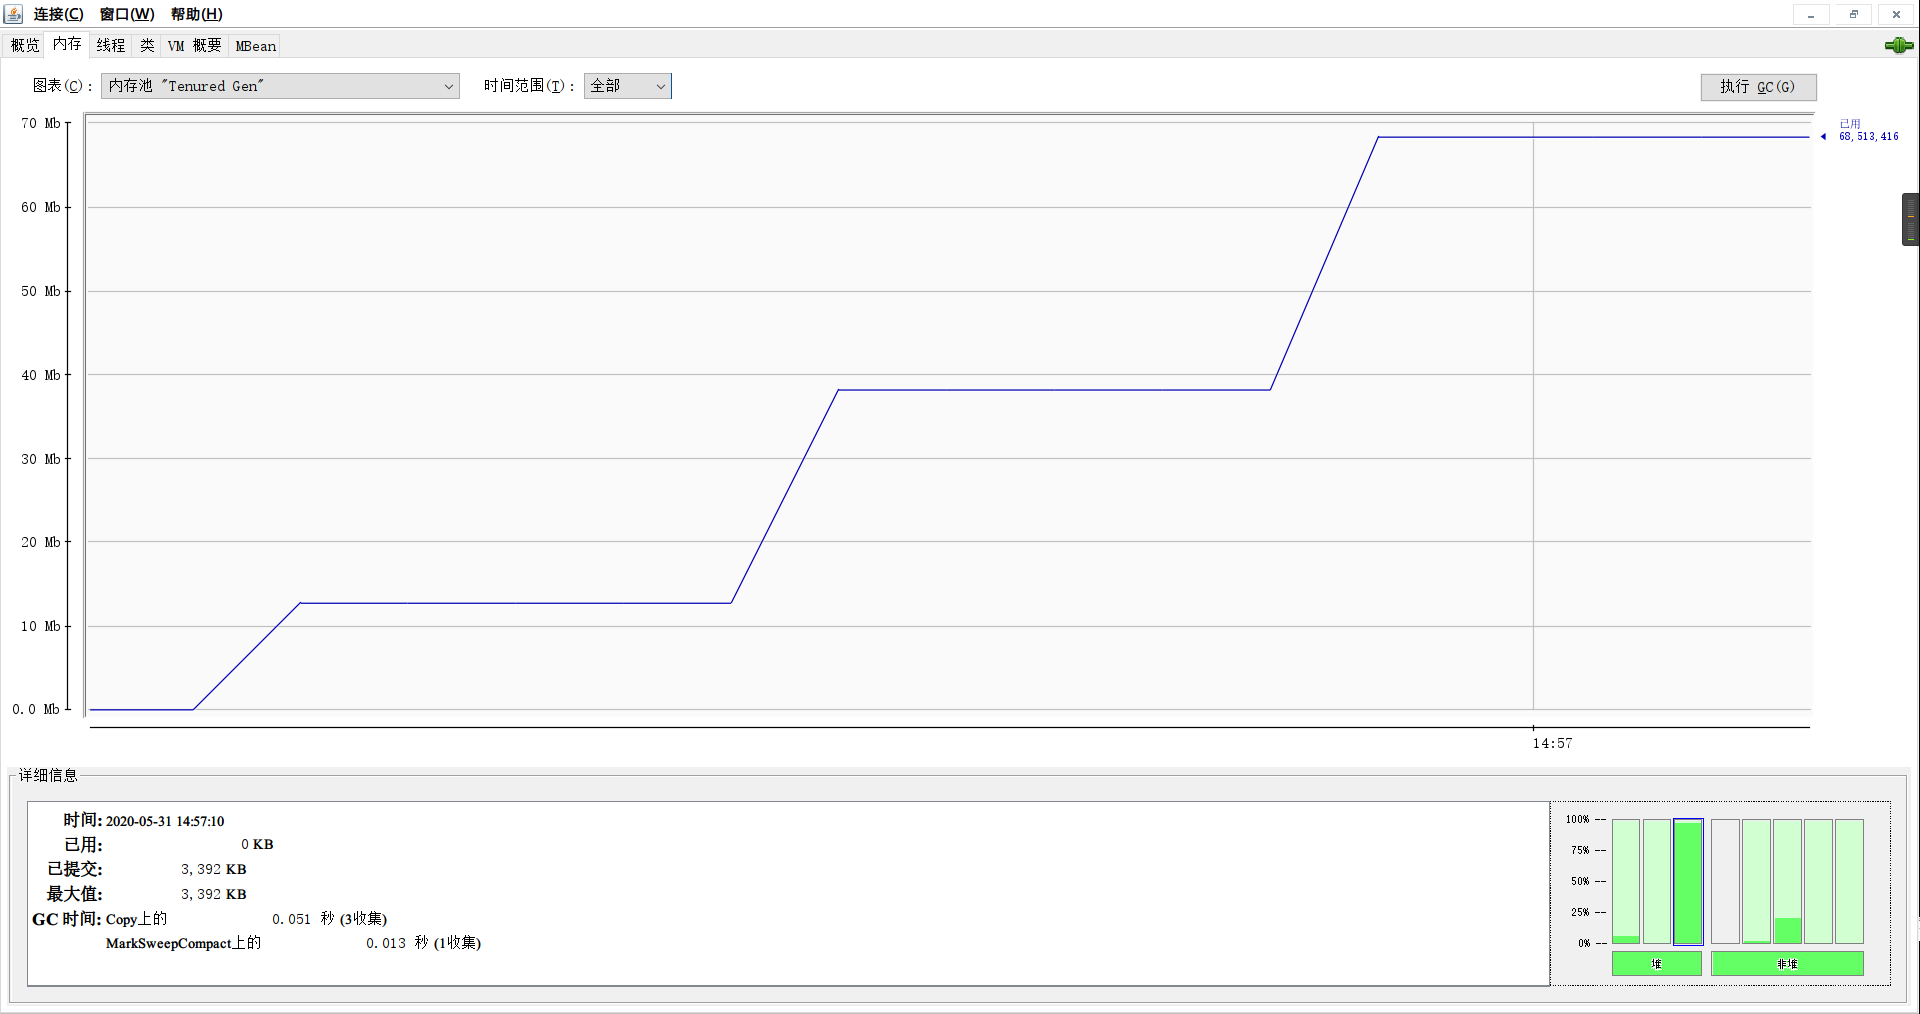 连接(C) 窗口(W) 帮助(H)
概览 内存 线程 类 VM 概要 MBean
图表(C): 内存池 "Tenured Gen" 时间范围(T): 全部 执行 GC(G)
70 Mb
60 Mb
50 Mb
40 Mb
30 Mb
20 Mb
10 Mb
0.0 Mb
已用
68,513,416
14:57
详细信息
时间: 2020-05-31 14:57:10
已用: 0 KB
已提交: 3,392 KB
最大值: 3,392 KB
GC 时间: Copy上的 0.051 秒 (3收集)
MarkSweepCompact上的 0.013 秒 (1收集)
100% --
75% --
50% --
25% --
0% --
堆 非堆